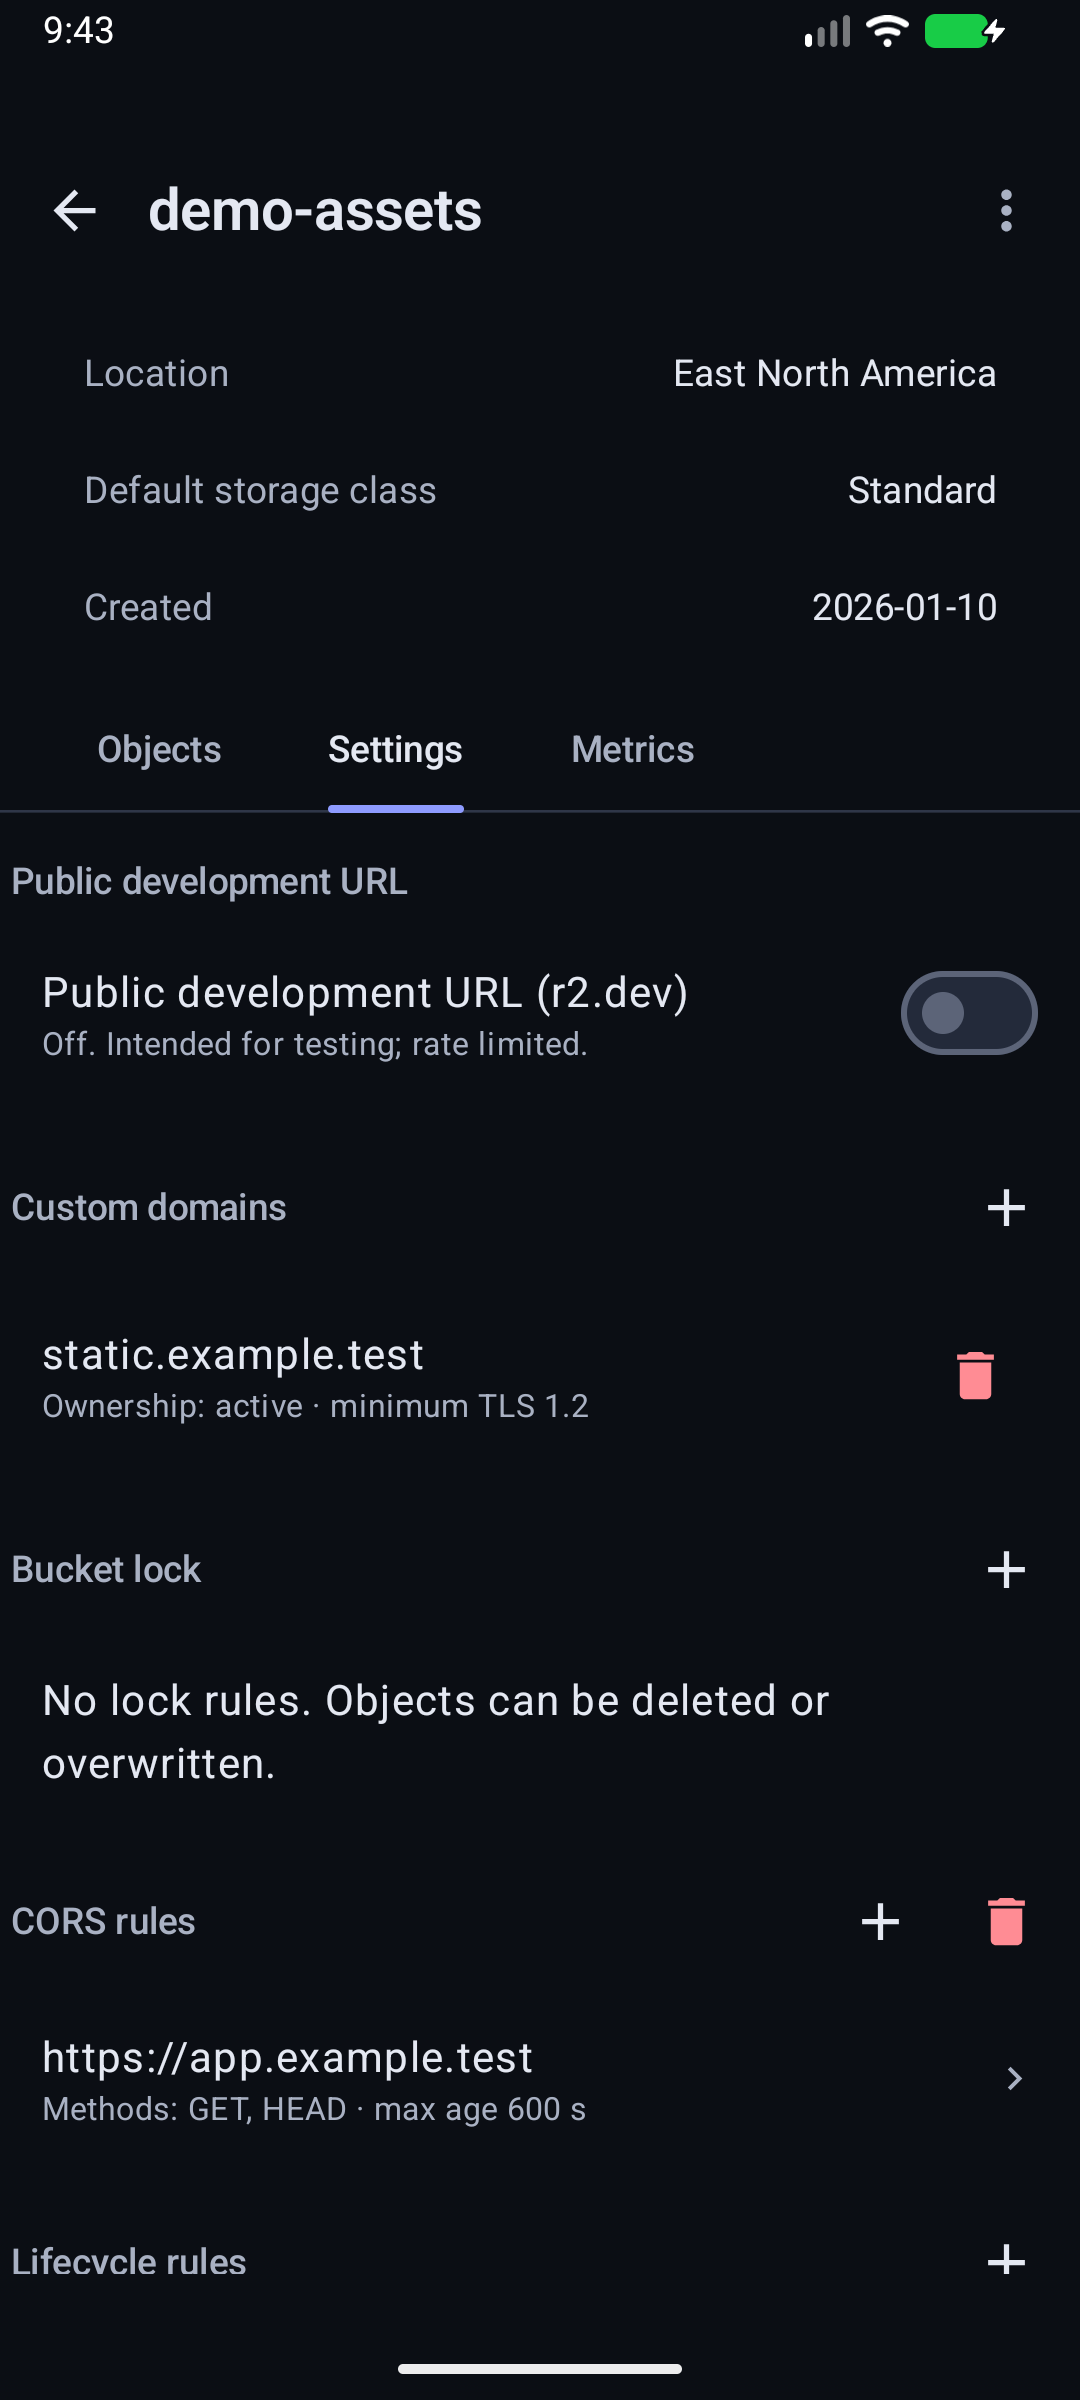 9:43
demo-assets
Location East North America
Default storage class Standard
Created 2026-01-10
Objects Settings Metrics
Public development URL
Public development URL (r2.dev)
Off. Intended for testing; rate limited.
Custom domains
static.example.test
Ownership: active · minimum TLS 1.2
Bucket lock
No lock rules. Objects can be deleted or
overwritten.
CORS rules
https://app.example.test
Methods: GET, HEAD · max age 600 s
Lifecycle rules